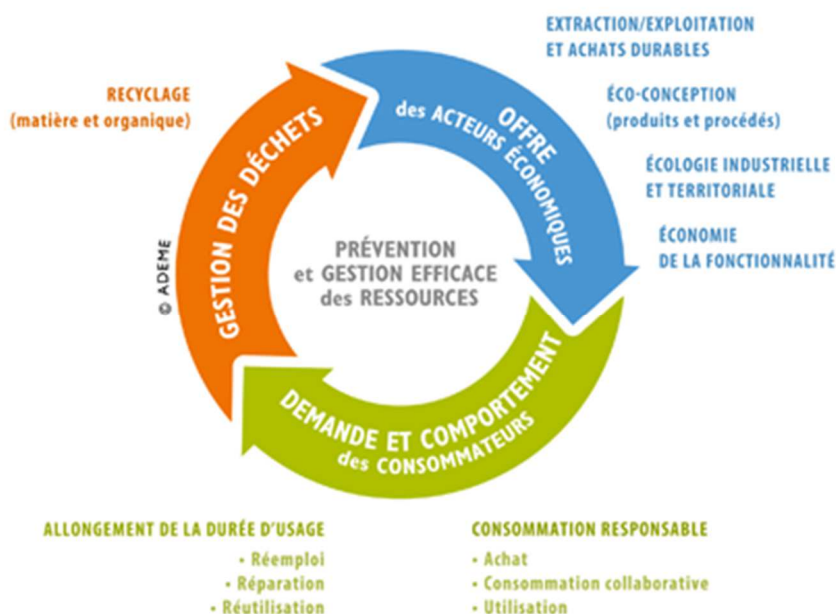 EXTRACTION/EXPLOITATION
ET ACHATS DURABLES
RECYCLAGE
(matière et organique)
ÉCO-CONCEPTION
(produits et procédés)
ÉCOLOGIE INDUSTRIELLE
ET TERRITORIALE
ÉCONOMIE
DE LA FONCTIONNALITÉ
OFFRE
des ACTEURS ÉCONOMIQUES
GESTION DES DÉCHETS
PRÉVENTION
et GESTION EFFICACE
des RESSOURCES
© ADEME
DEMANDE ET COMPORTEMENT
des CONSOMMATEURS
ALLONGEMENT DE LA DURÉE D'USAGE
• Réemploi
• Réparation
• Réutilisation
CONSOMMATION RESPONSABLE
• Achat
• Consommation collaborative
• Utilisation